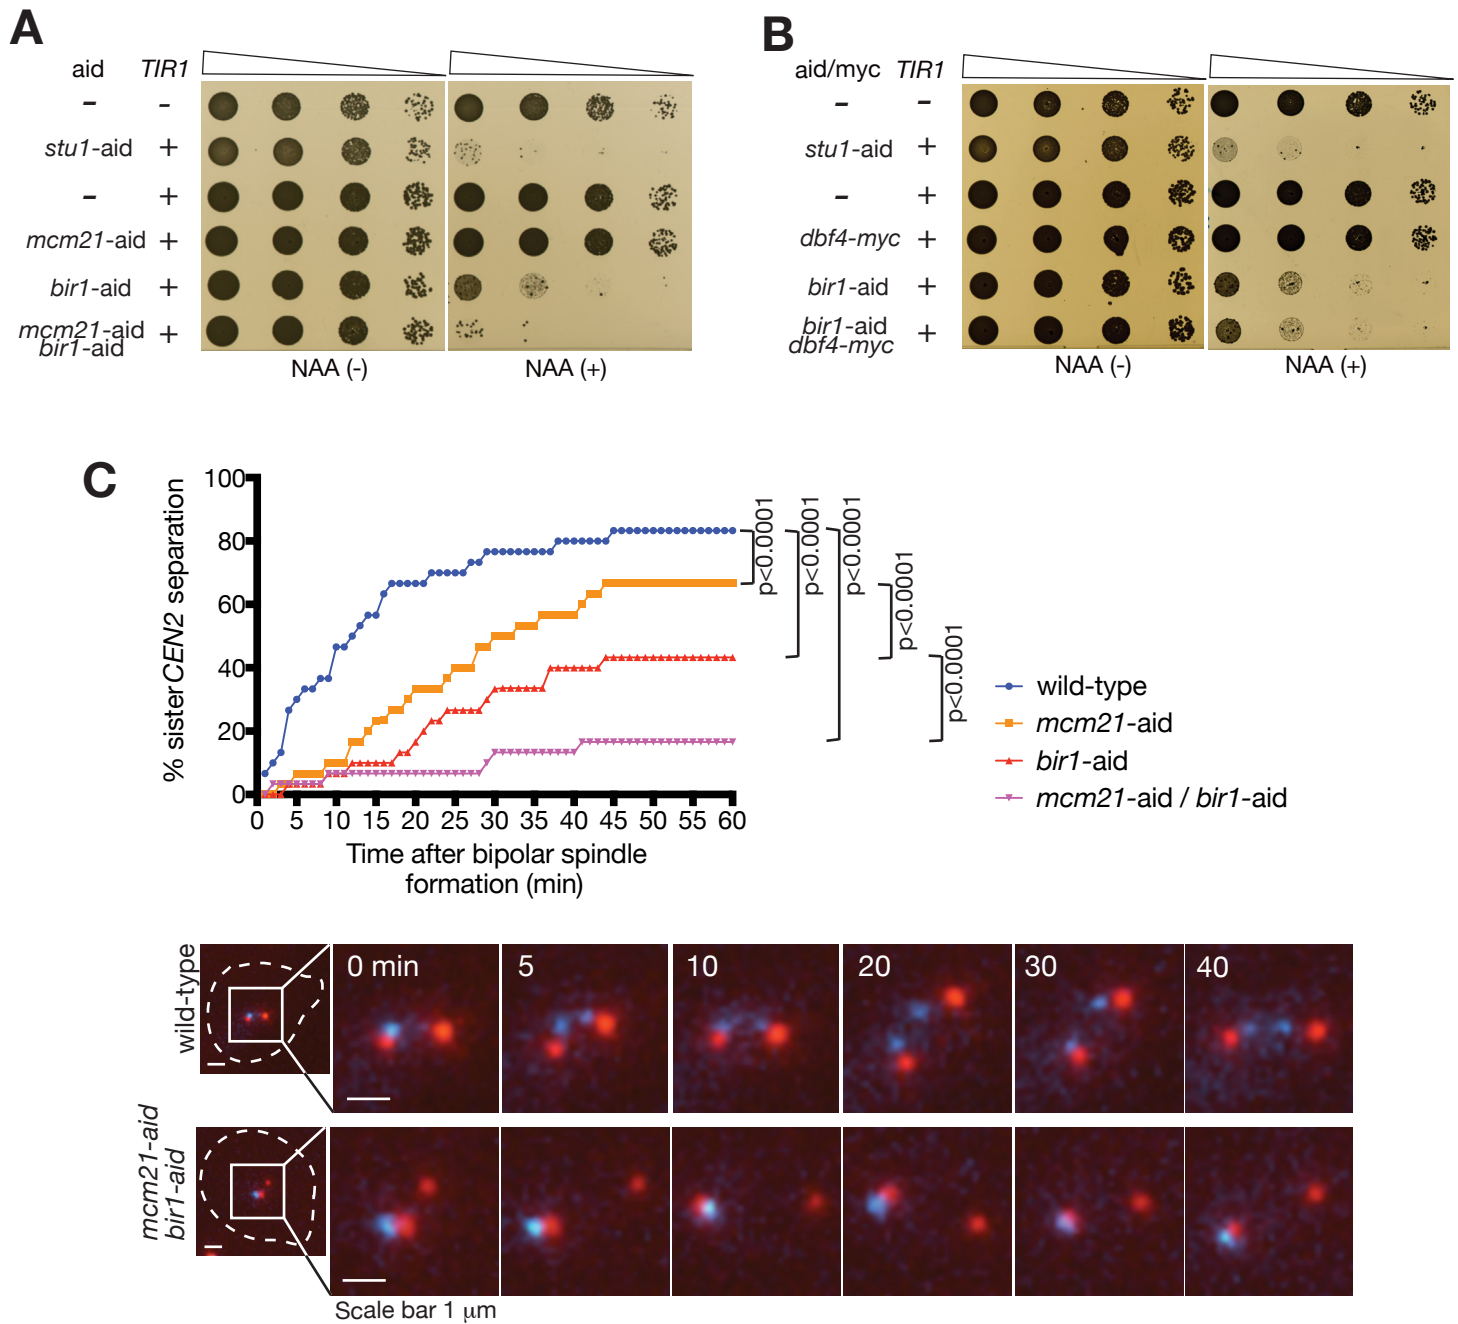 A
aid TIR1
– -
stu1-aid +
– +
mcm21-aid +
bir1-aid +
mcm21-aid +
bir1-aid
NAA (-) NAA (+)
B
aid/myc TIR1
– –
stu1-aid +
– +
dbf4-myc +
bir1-aid +
bir1-aid +
dbf4-myc
NAA (-) NAA (+)
C
% sister CEN2 separation
100
80
60
40
20
0
0 5 10 15 20 25 30 35 40 45 50 55 60
Time after bipolar spindle
formation (min)
p<0.0001
p<0.0001
p<0.0001
p<0.0001
p<0.0001
wild-type
mcm21-aid
bir1-aid
mcm21-aid / bir1-aid
wild-type
0 min 5 10 20 30 40
mcm21-aid
bir1-aid
Scale bar 1 μm